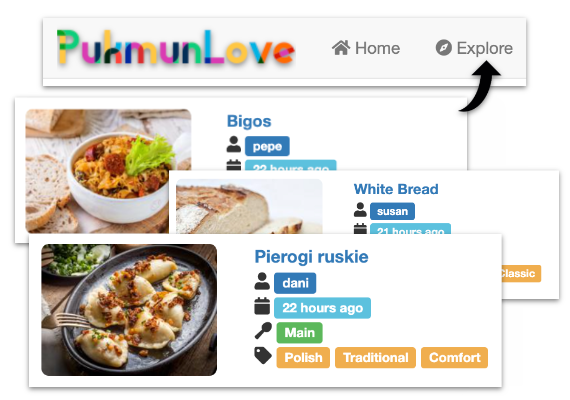 PukmunLove Home Explore
Bigos
pepe
22 hours ago
White Bread
susan
21 hours ago
Classic
Pierogi ruskie
dani
22 hours ago
Main
Polish Traditional Comfort